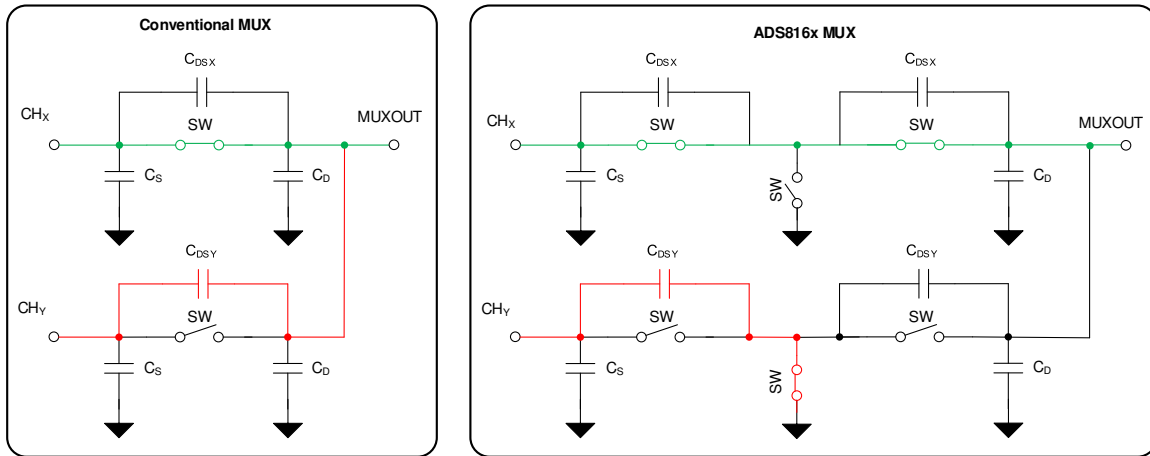 Conventional MUX
C_DSX
CH_X
SW
MUXOUT
C_S
C_D
C_DSY
CH_Y
SW
C_S
C_D
ADS816x MUX
C_DSX
C_DSX
CH_X
SW
SW
MUXOUT
C_S
SW
C_D
C_DSY
C_DSY
CH_Y
SW
SW
C_S
SW
C_D